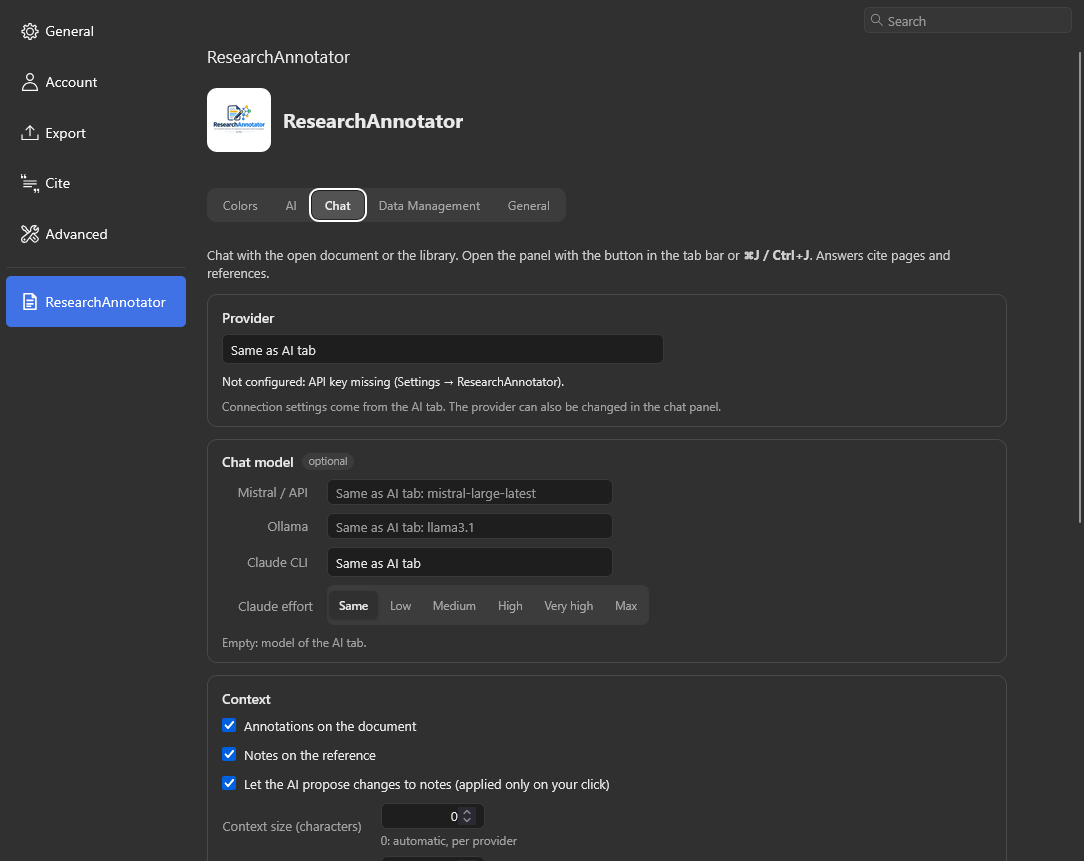 General
Search
ResearchAnnotator
Account
ResearchAnnotator
ResearchAnnotator
Export
Cite
Colors AI Chat Data Management General
Advanced
Chat with the open document or the library. Open the panel with the button in the tab bar or ⌘J / Ctrl+J. Answers cite pages and
references.
ResearchAnnotator
Provider
Same as AI tab
Not configured: API key missing (Settings → ResearchAnnotator).
Connection settings come from the AI tab. The provider can also be changed in the chat panel.
Chat model optional
Mistral / API Same as AI tab: mistral-large-latest
Ollama Same as AI tab: llama3.1
Claude CLI Same as AI tab
Claude effort Same Low Medium High Very high Max
Empty: model of the AI tab.
Context
Annotations on the document
Notes on the reference
Let the AI propose changes to notes (applied only on your click)
Context size (characters) 0
0: automatic, per provider